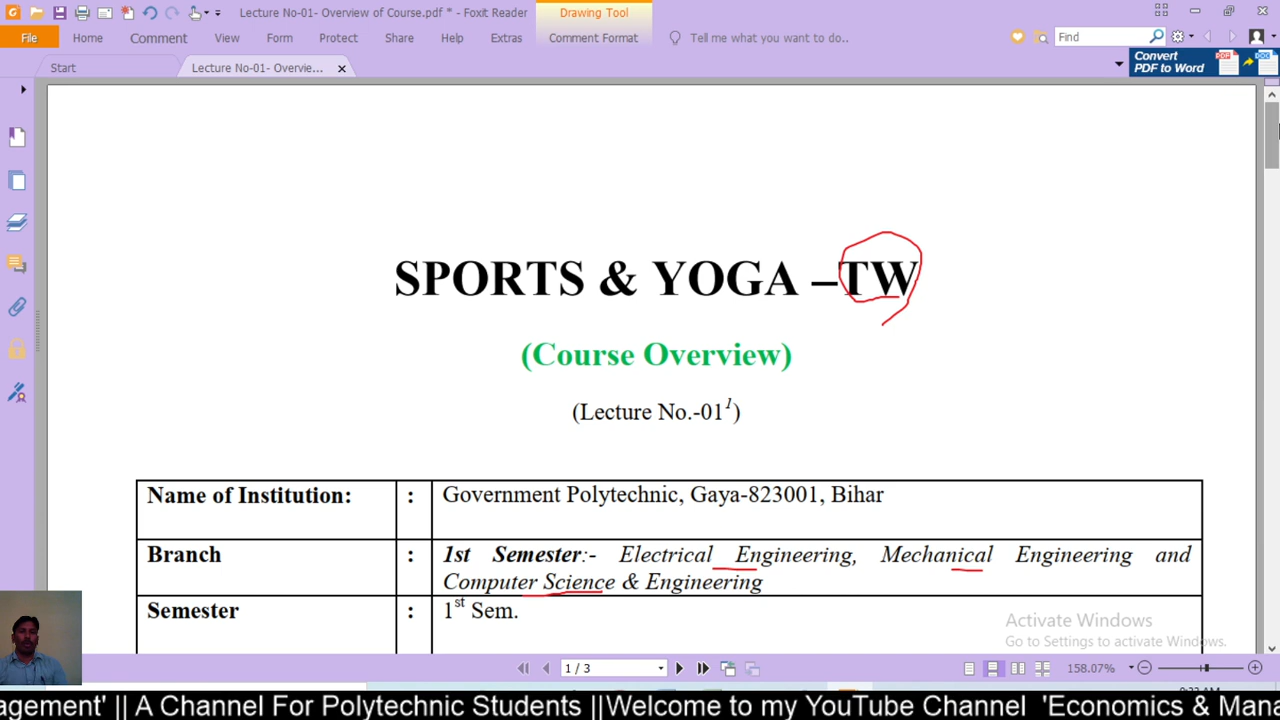 Lecture No-01- Overview of Course.pdf * - Foxit Reader
Drawing Tool
File Home Comment View Form Protect Share Help Extras Comment Format Tell me what you want to do.. Find
Start Lecture No-01- Overvie...
Convert
PDF to Word
SPORTS & YOGA –TW
(Course Overview)
(Lecture No.-01¹)
Name of Institution: : Government Polytechnic, Gaya-823001, Bihar
Branch : 1st Semester:- Electrical Engineering, Mechanical Engineering and
Computer Science & Engineering
Semester : 1st Sem.
Activate Windows
Go to Settings to activate Windows.
1 / 3
158.07%
agement' || A Channel For Polytechnic Students ||Welcome to my YouTube Channel 'Economics & Mana